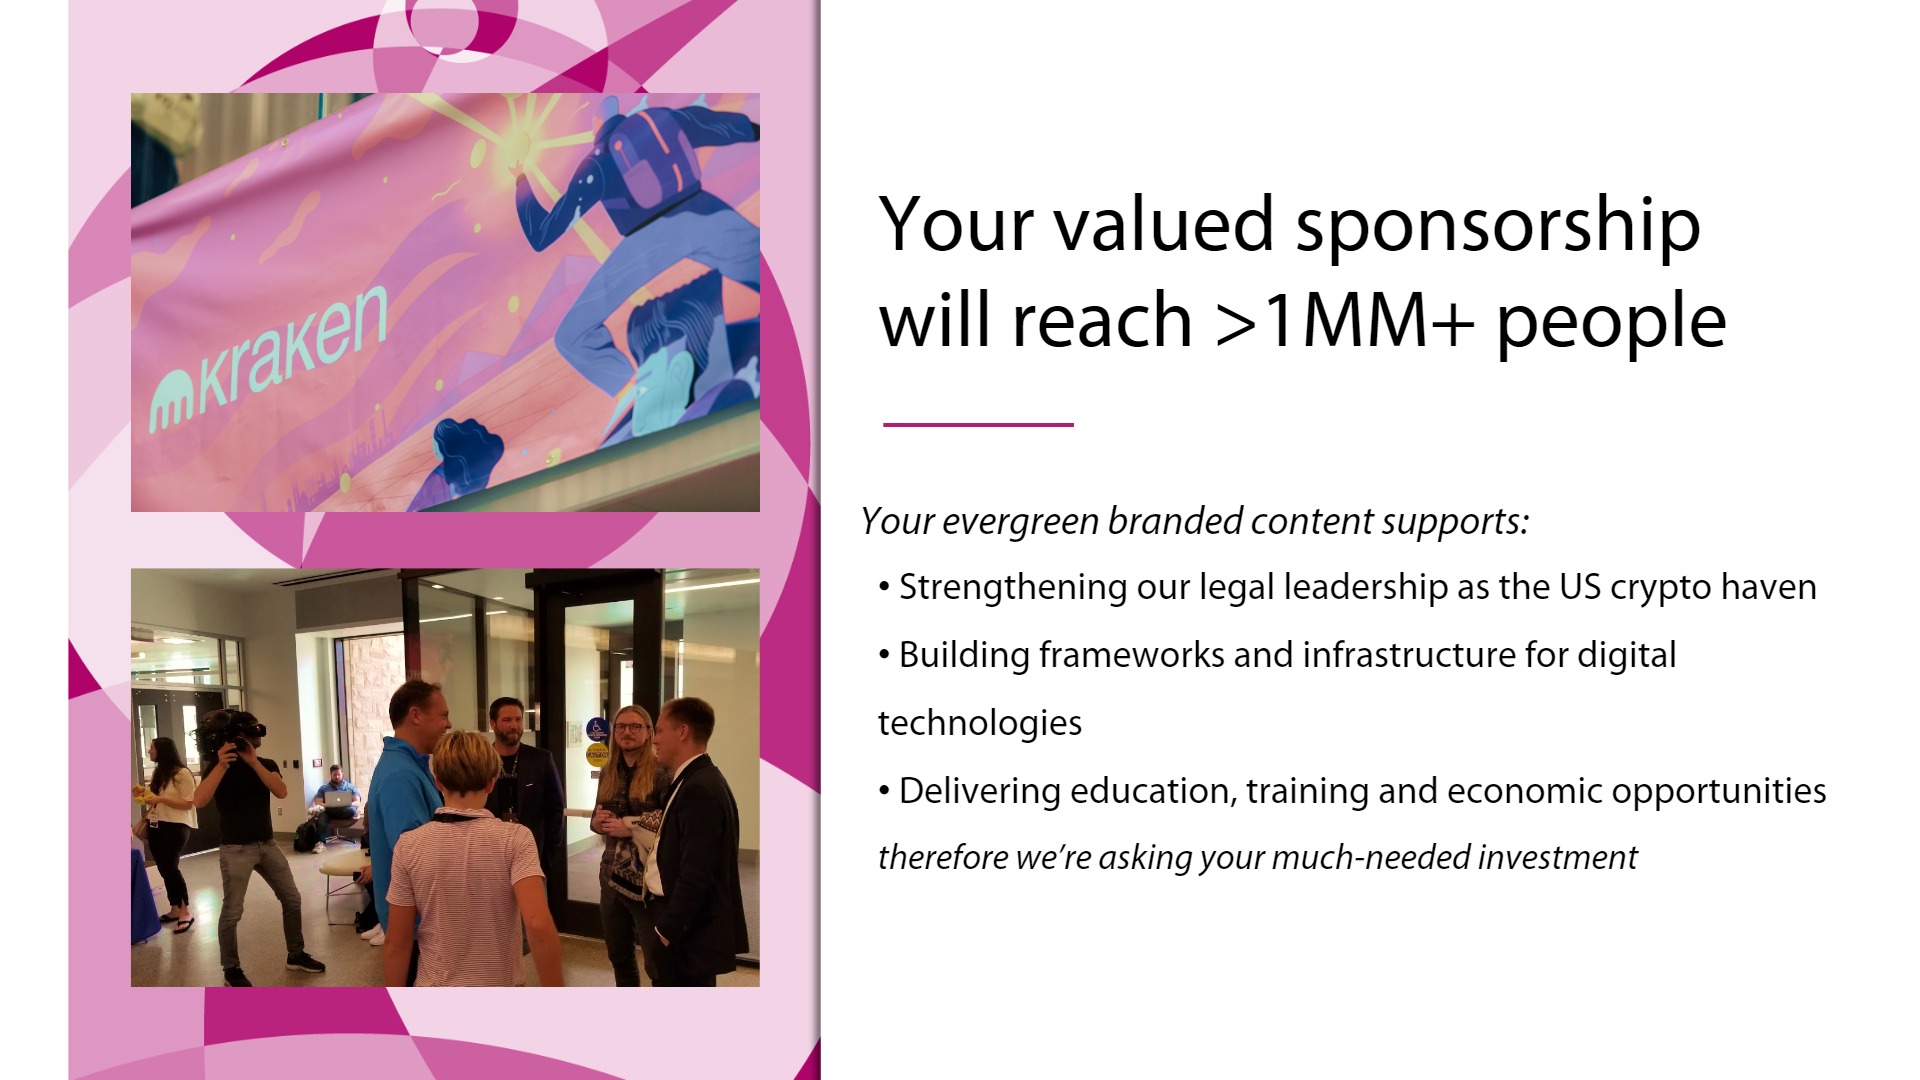 kraken
Your valued sponsorship
will reach >1MM+ people
Your evergreen branded content supports:
• Strengthening our legal leadership as the US crypto haven
• Building frameworks and infrastructure for digital
technologies
• Delivering education, training and economic opportunities
therefore we’re asking your much-needed investment